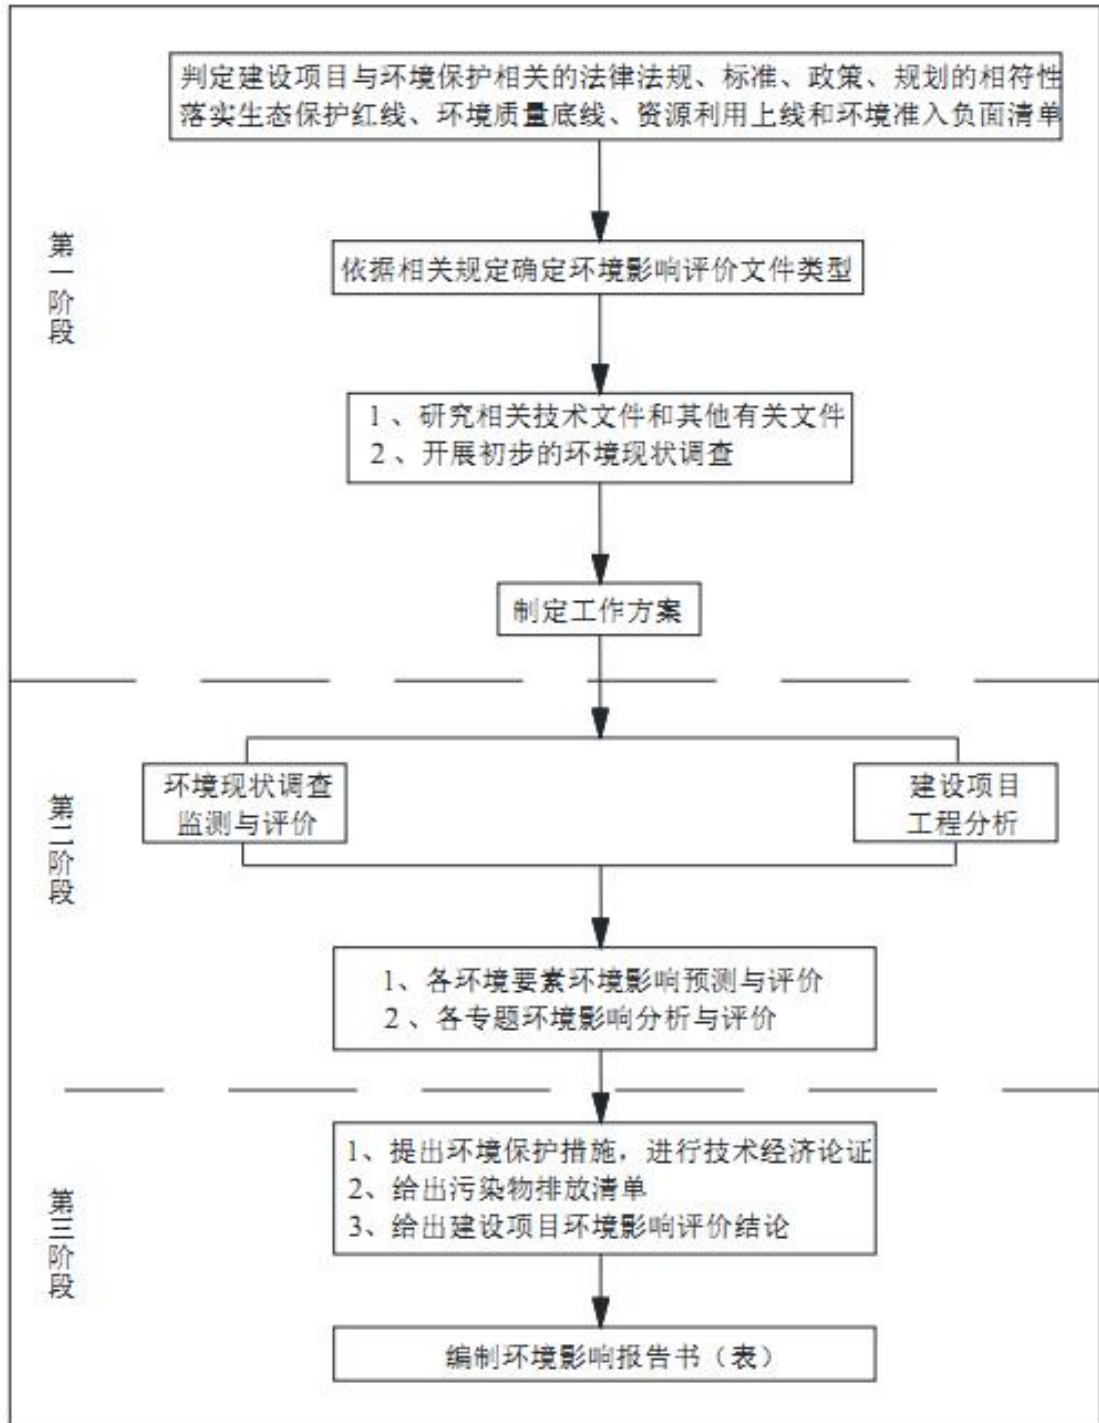 判定建设项目与环境保护相关的法律法规、标准、政策、规划的相符性
落实生态保护红线、环境质量底线、资源利用上线和环境准入负面清单
第一阶段
依据相关规定确定环境影响评价文件类型
1、研究相关技术文件和其他有关文件
2、开展初步的环境现状调查
制定工作方案
第二阶段
环境现状调查
监测与评价
建设项目
工程分析
1、各环境要素环境影响预测与评价
2、各专题环境影响分析与评价
第三阶段
1、提出环境保护措施，进行技术经济论证
2、给出污染物排放清单
3、给出建设项目环境影响评价结论
编制环境影响报告书（表）